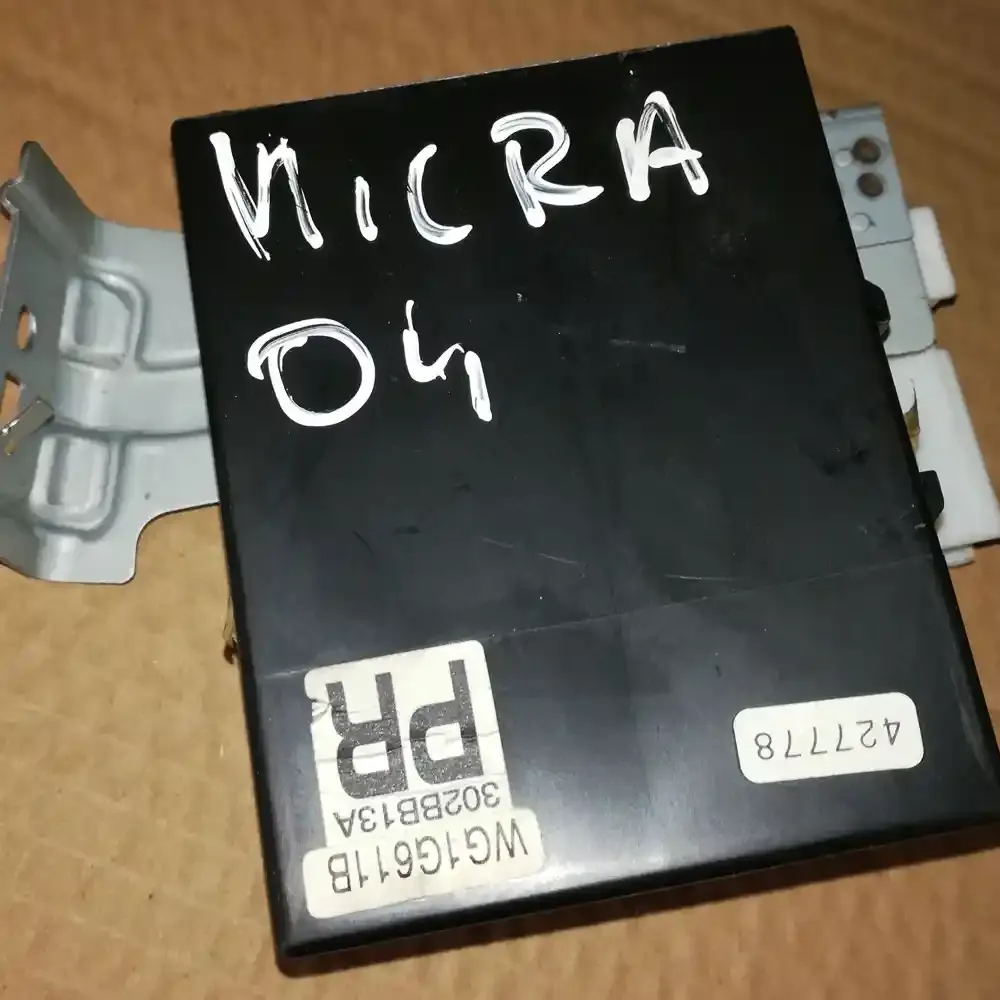 MICRA
04
PR
302BB13A
WG1G611B
427778